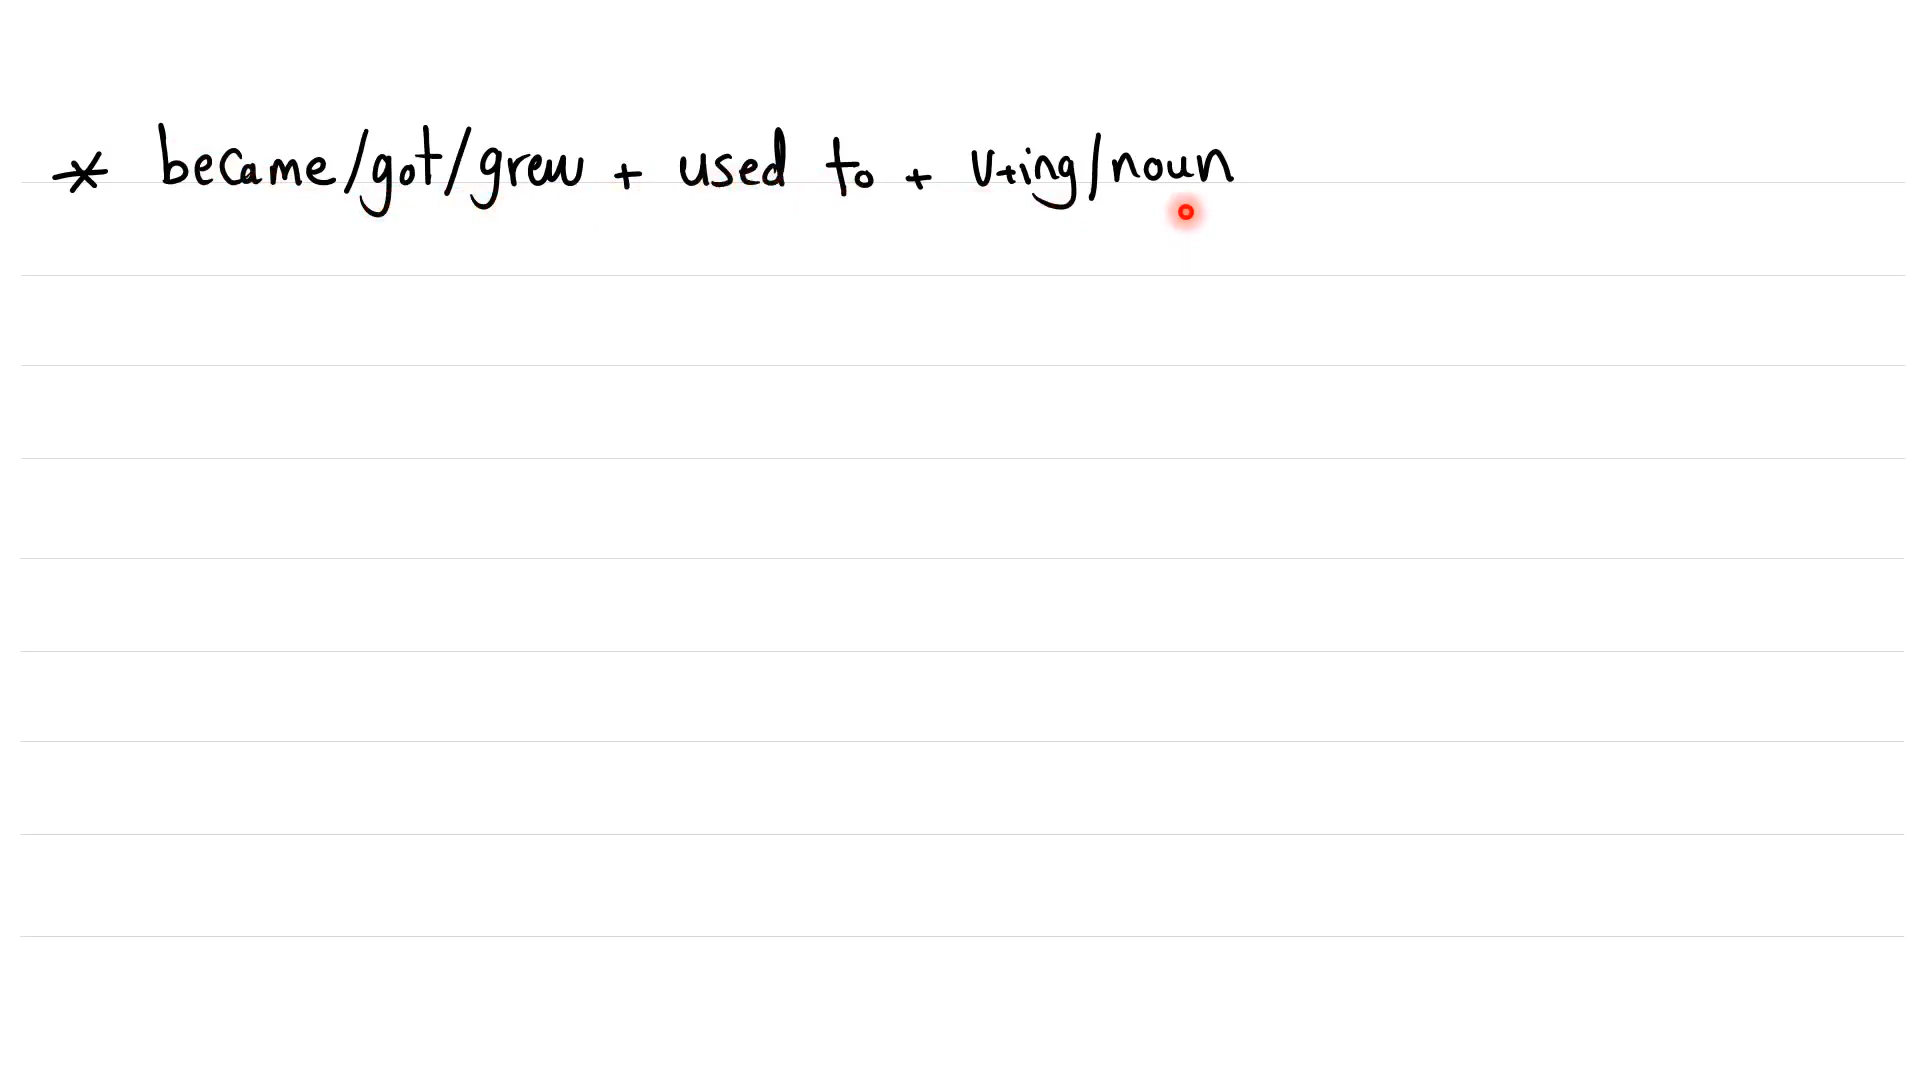 * became/got/grew + used to + v+ing/noun